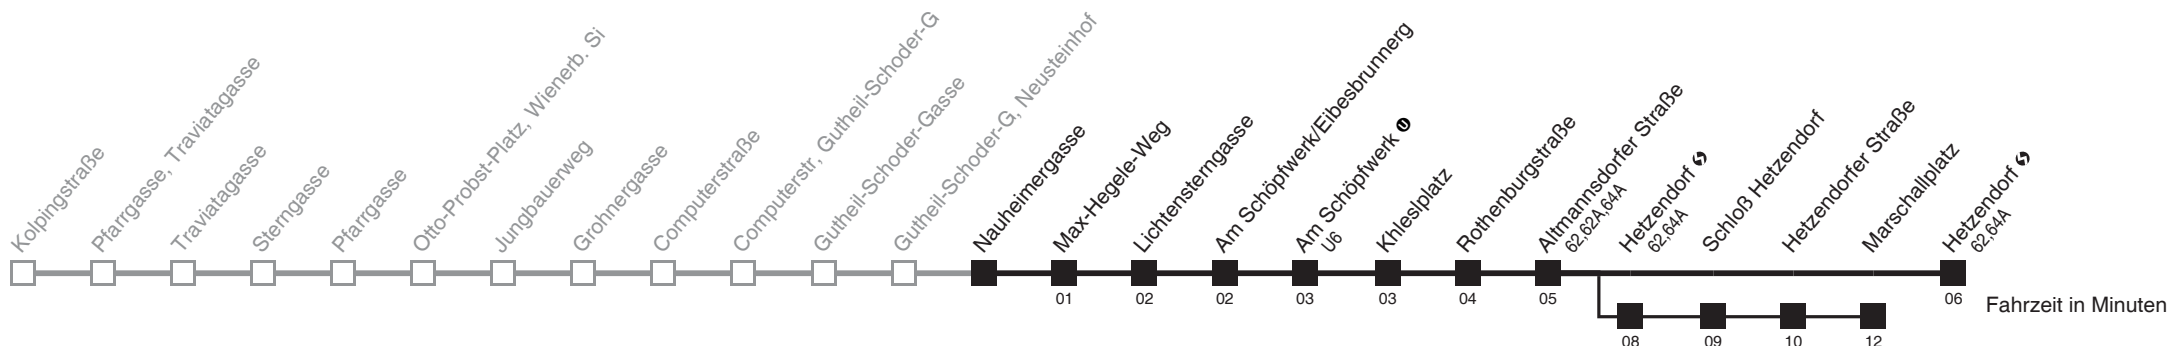 Kolpingstraße
Pfarrgasse, Traviatagasse
Traviatagasse
Sterngasse
Pfarrgasse
Otto-Probst-Platz, Wienerb. Si
Jungbauerweg
Grohnergasse
Computerstraße
Computerstr, Gutheil-Schoder-G
Gutheil-Schoder-Gasse
Gutheil-Schoder-G, Neusteinhof
Nauheimergasse
Max-Hegele-Weg
Lichtensterngasse
Am Schöpfwerk/Eibesbrunnerg
Am Schöpfwerk U
U6
Khleslplatz
Rothenburgstraße
Altmannsdorfer Straße
62,62A,64A
Hetzendorf
62,64A
Schloß Hetzendorf
Hetzendorfer Straße
Marschallplatz
Hetzendorf
62,64A
01
02
02
03
03
04
05
06
Fahrzeit in Minuten
08
09
10
12